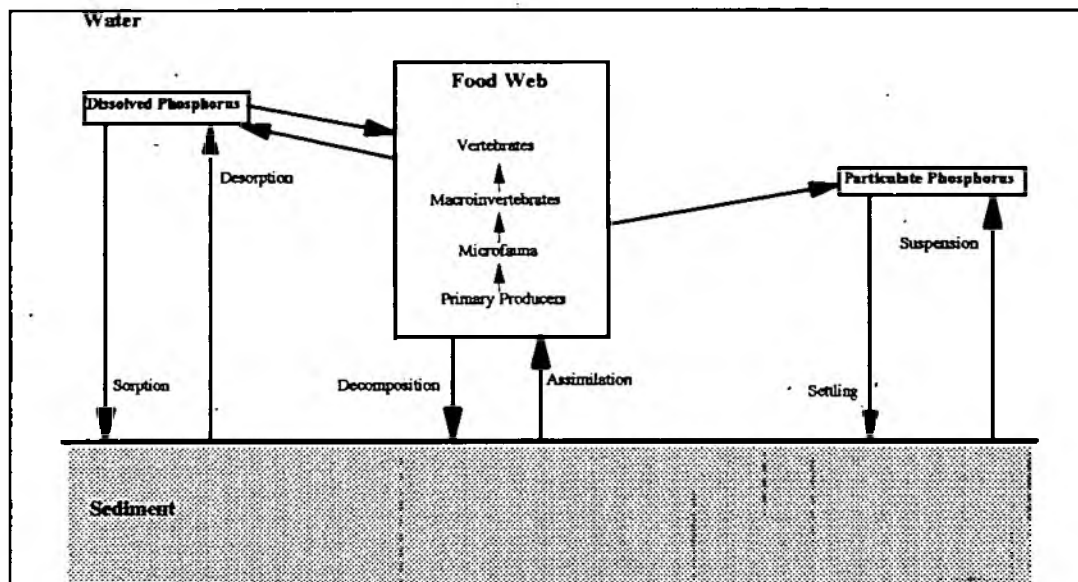 Water
Food Web
Dissolved Phosphorus
Vertebrates
Desorption
Particulate Phosphorus
Macroinvertebrates
Suspension
Microfauna
Primary Producers
Sorption
Decomposition
Assimilation
Settling
Sediment